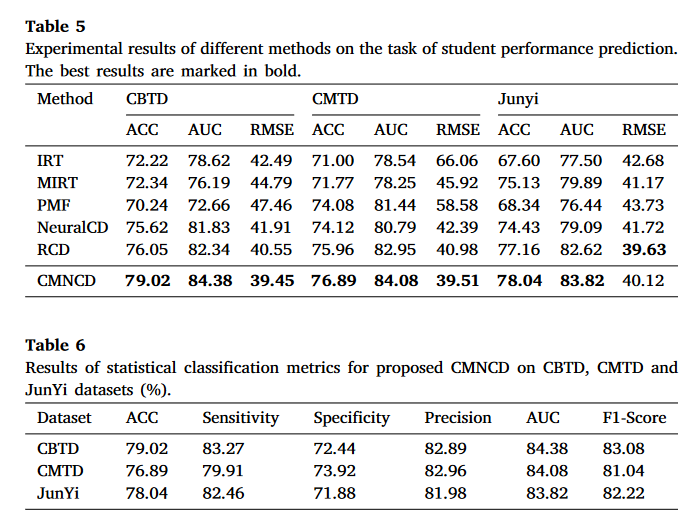 Table 5
Experimental results of different methods on the task of student performance prediction.
The best results are marked in bold.
Method CBTD CMTD Junyi
ACC AUC RMSE ACC AUC RMSE ACC AUC RMSE
IRT 72.22 78.62 42.49 71.00 78.54 66.06 67.60 77.50 42.68
MIRT 72.34 76.19 44.79 71.77 78.25 45.92 75.13 79.89 41.17
PMF 70.24 72.66 47.46 74.08 81.44 58.58 68.34 76.44 43.73
NeuralCD 75.62 81.83 41.91 74.12 80.79 42.39 74.43 79.09 41.72
RCD 76.05 82.34 40.55 75.96 82.95 40.98 77.16 82.62 39.63
CMNCD 79.02 84.38 39.45 76.89 84.08 39.51 78.04 83.82 40.12
Table 6
Results of statistical classification metrics for proposed CMNCD on CBTD, CMTD and
JunYi datasets (%).
Dataset ACC Sensitivity Specificity Precision AUC F1-Score
CBTD 79.02 83.27 72.44 82.89 84.38 83.08
CMTD 76.89 79.91 73.92 82.96 84.08 81.04
JunYi 78.04 82.46 71.88 81.98 83.82 82.22